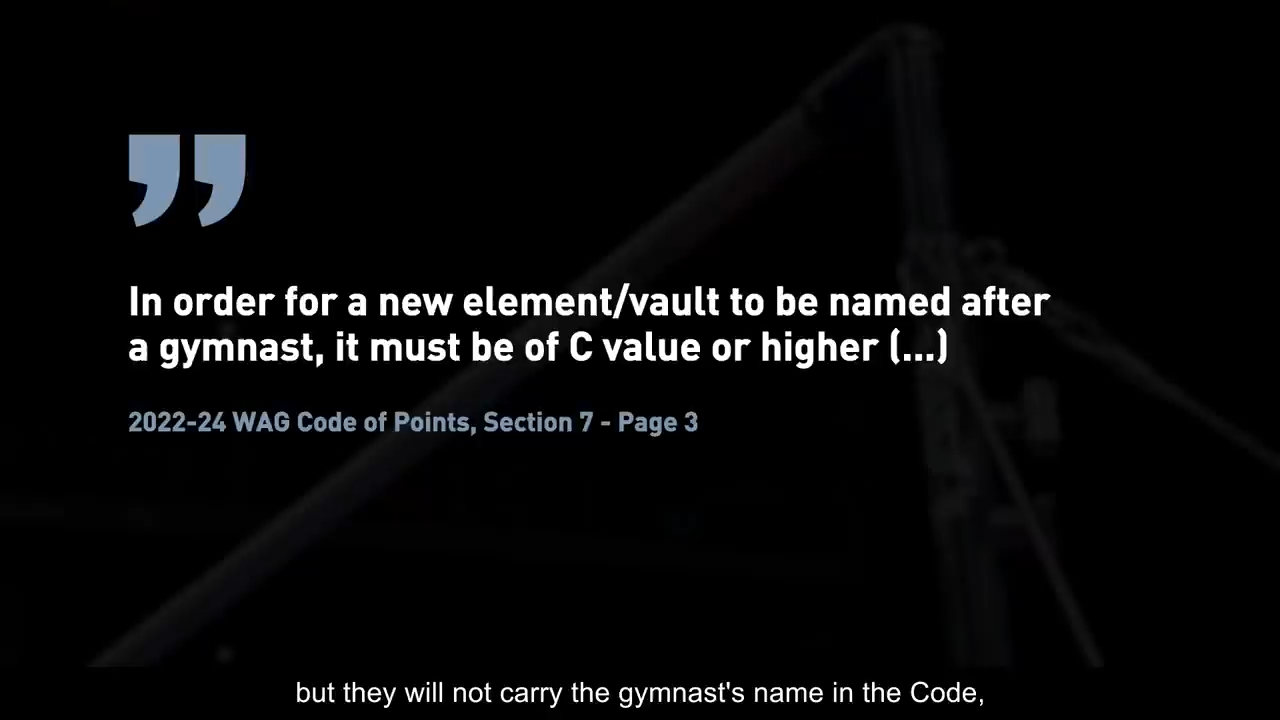 ”
In order for a new element/vault to be named after
a gymnast, it must be of C value or higher (...)
2022-24 WAG Code of Points, Section 7 - Page 3
but they will not carry the gymnast's name in the Code,